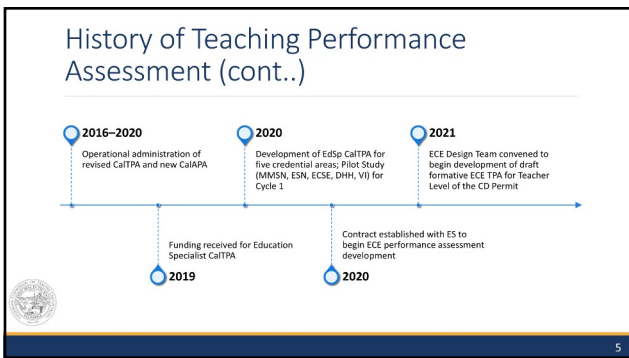 History of Teaching Performance
Assessment (cont..)
2016–2020
Operational administration of
revised CalTPA and new CalAPA
2020
Development of EdSp CalTPA for
five credential areas; Pilot Study
(MMSN, ESN, ECSE, DHH, VI) for
Cycle 1
2021
ECE Design Team convened to
begin development of draft
formative ECE TPA for Teacher
Level of the CD Permit
Funding received for Education
Specialist CalTPA
2019
Contract established with ES to
begin ECE performance assessment
development
2020
5